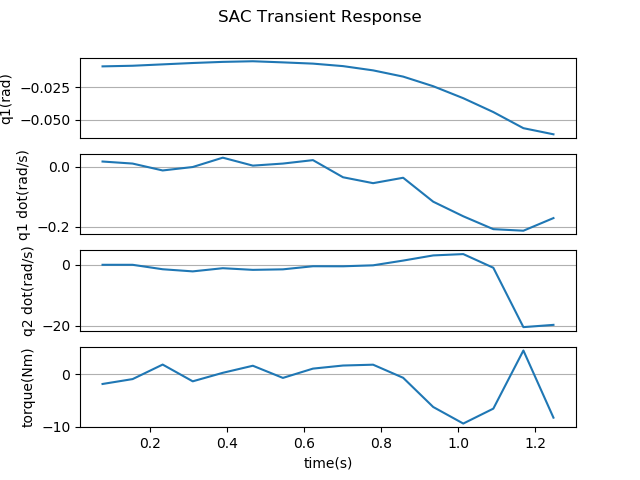 SAC Transient Response
q1(rad)
−0.025
−0.050
q1 dot(rad/s)
0.0
−0.2
q2 dot(rad/s)
0
−20
torque(Nm)
0
−10
0.2 0.4 0.6 0.8 1.0 1.2
time(s)